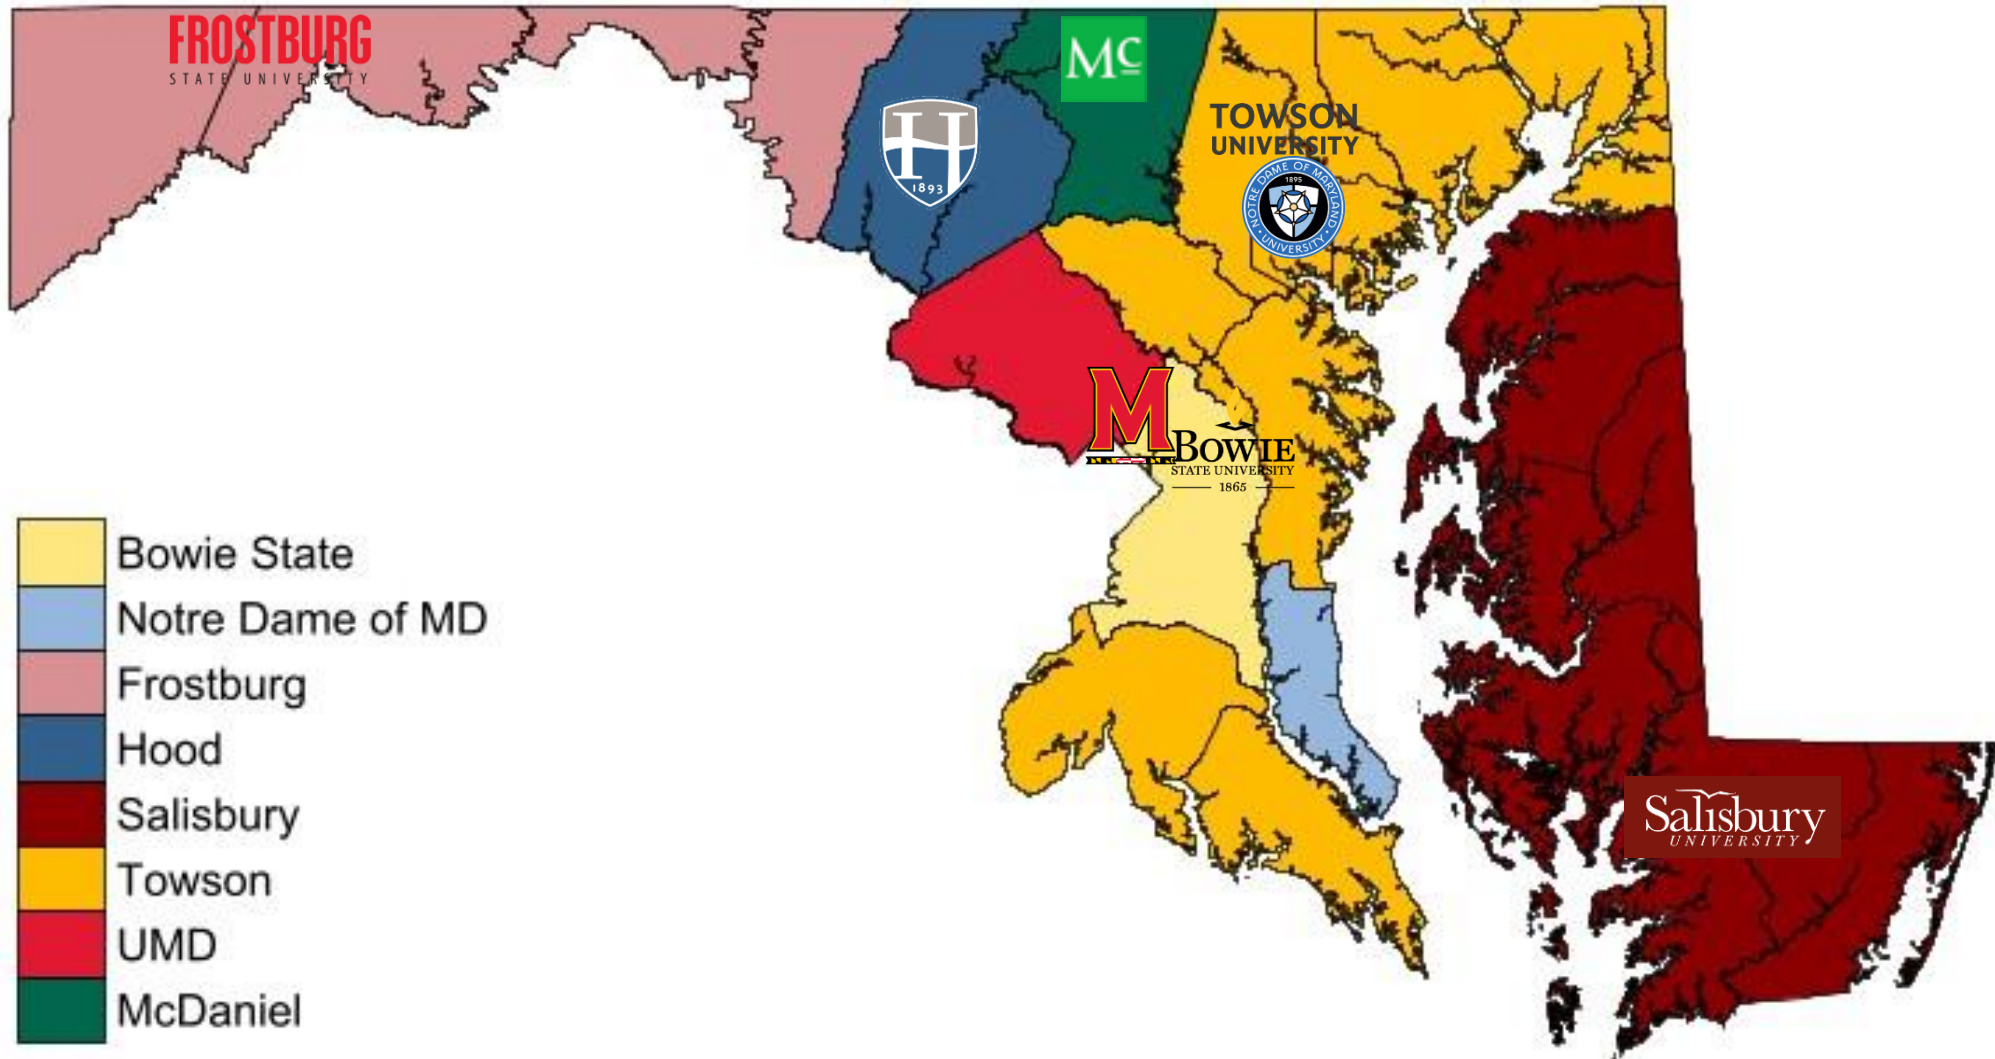 FROSTBURG
STATE UNIVERSITY
Mc
H
1893
TOWSON
UNIVERSITY
NOTRE DAME OF MARYLAND
UNIVERSITY
1895
M
BOWIE
STATE UNIVERSITY
1865
Salisbury
UNIVERSITY
Bowie State
Notre Dame of MD
Frostburg
Hood
Salisbury
Towson
UMD
McDaniel